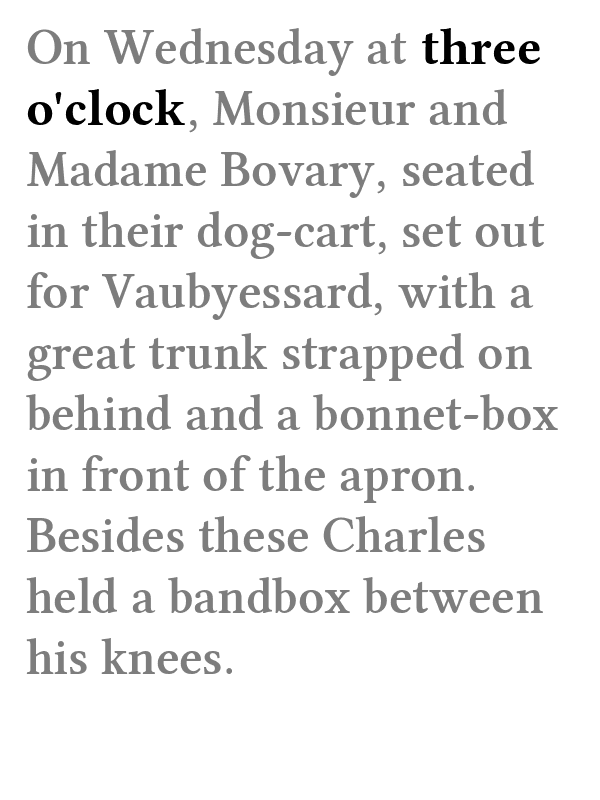 On Wednesday at three
o'clock, Monsieur and
Madame Bovary, seated
in their dog-cart, set out
for Vaubyessard, with a
great trunk strapped on
behind and a bonnet-box
in front of the apron.
Besides these Charles
held a bandbox between
his knees.